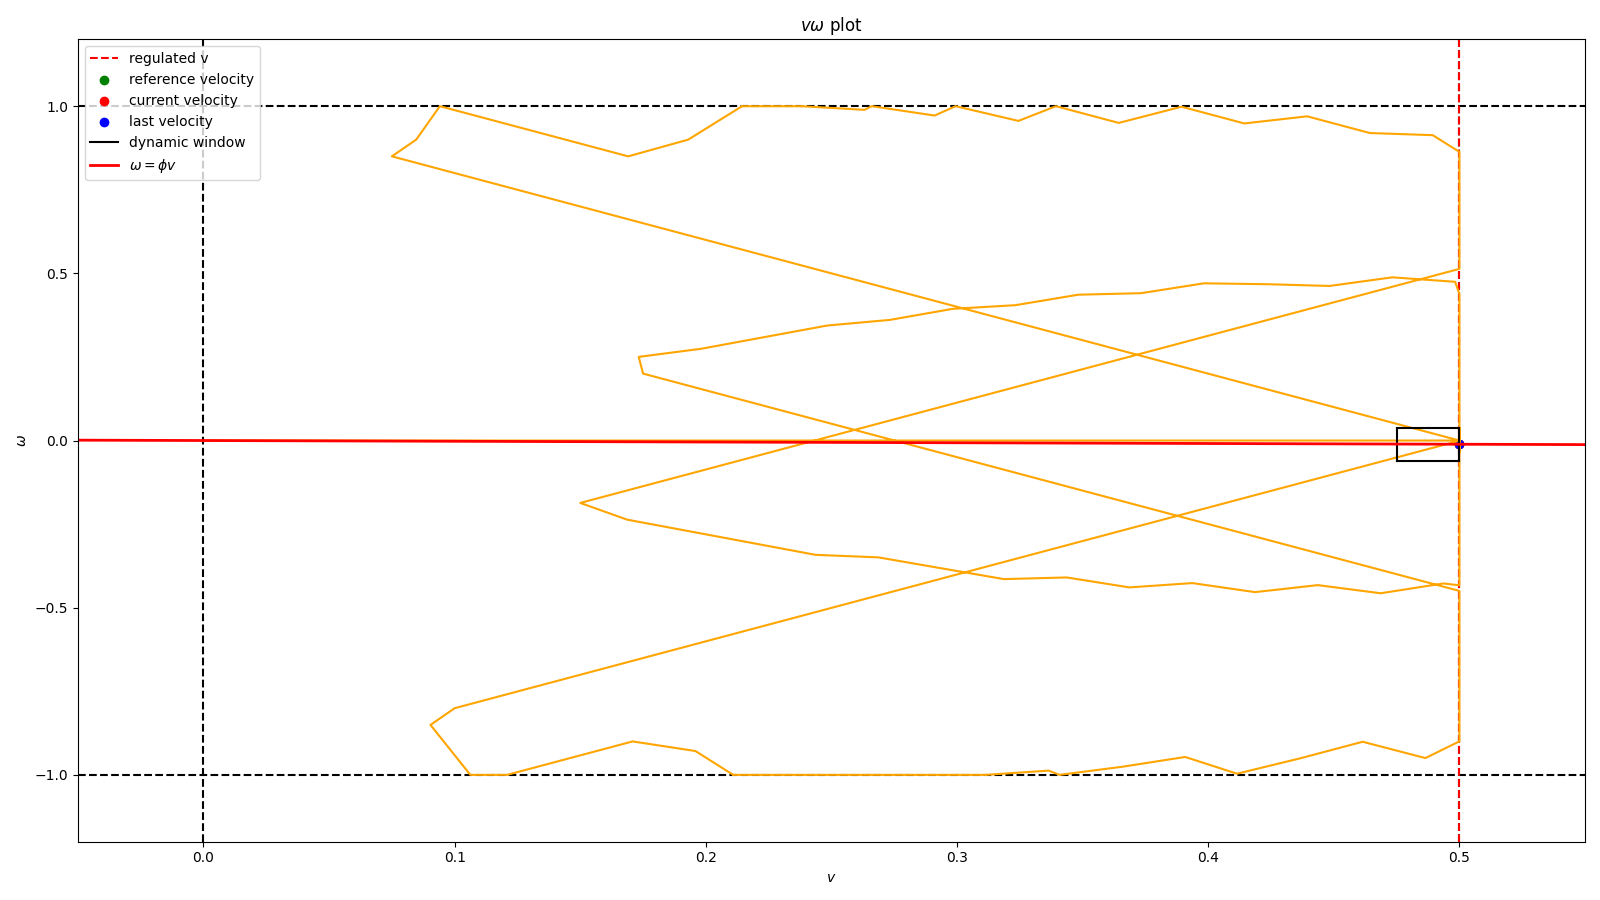 vω plot
regulated v
reference velocity
current velocity
last velocity
dynamic window
ω = ϕv
1.0
0.5
0.0
−0.5
−1.0
ω
0.0 0.1 0.2 0.3 0.4 0.5
v